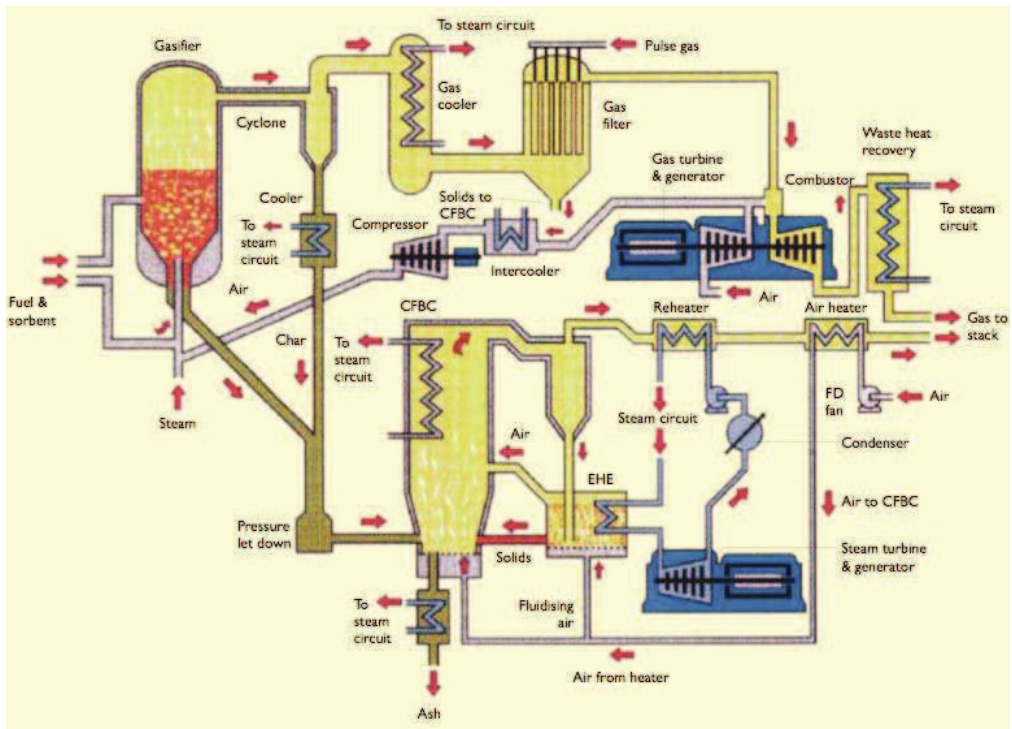 To steam circuit
Gasifier
Pulse gas
Gas
cooler
Gas
filter
Cyclone
Waste heat
recovery
Gas turbine
& generator
Combustor
Cooler
Solids to
CFBC
Compressor
To
steam
circuit
To
steam
circuit
Intercooler
Air
Air
Fuel &
sorbent
CFBC
Reheater
Air heater
Gas to
stack
Char
To
steam
circuit
FD
fan
Air
Steam
Steam circuit
Air
Condenser
EHE
Air to CFBC
Pressure
let down
Solids
Steam turbine
& generator
To
steam
circuit
Fluidising
air
Air from heater
Ash